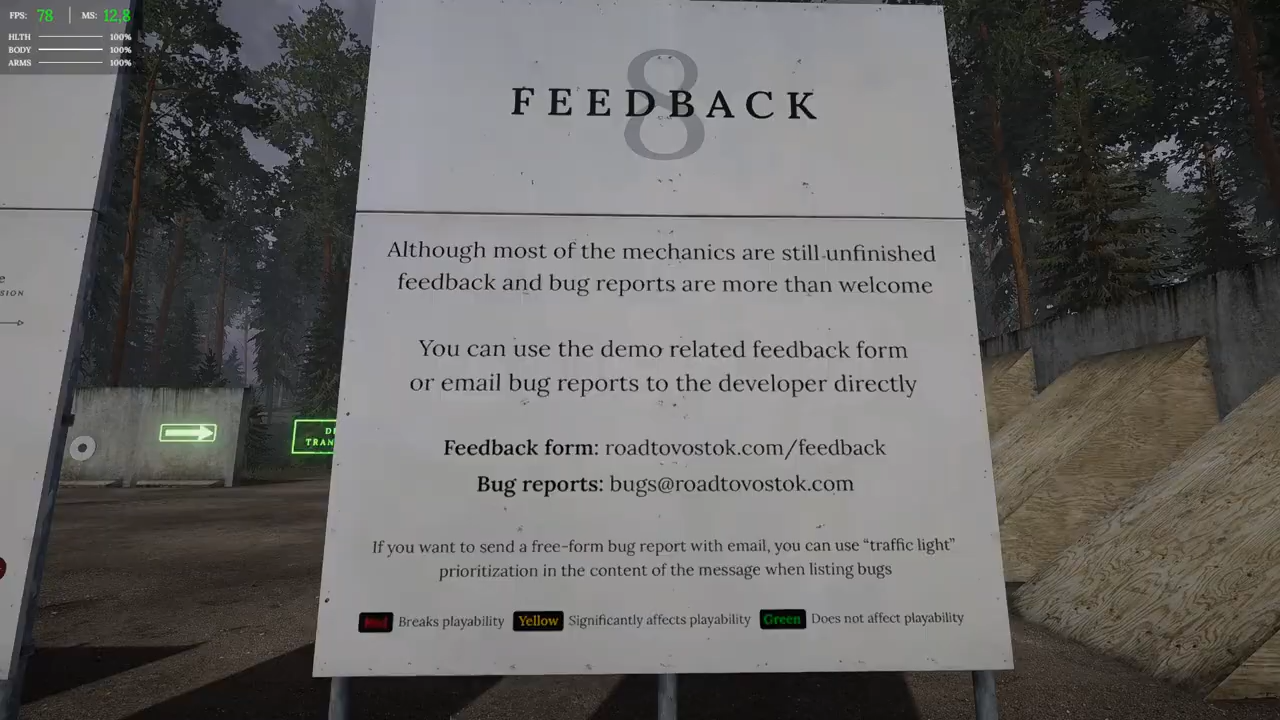 FPS: 78 | MS: 12,8
HLTH 100%
BODY 100%
ARMS 100%
8
FEEDBACK
Although most of the mechanics are still unfinished
feedback and bug reports are more than welcome
You can use the demo related feedback form
or email bug reports to the developer directly
Feedback form: roadtovostok.com/feedback
Bug reports: bugs@roadtovostok.com
If you want to send a free-form bug report with email, you can use “traffic light”
prioritization in the content of the message when listing bugs
Red Breaks playability Yellow Significantly affects playability Green Does not affect playability